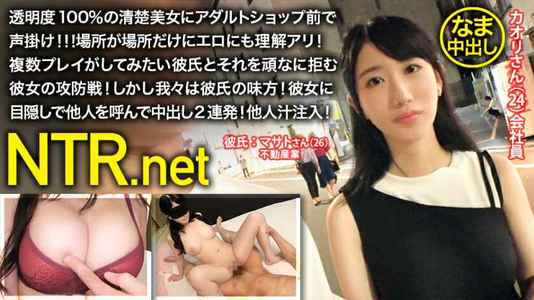 透明度100%の清楚美女にアダルトショップ前で
声掛け!!!場所が場所だけにエロにも理解アリ!
複数プレイがしてみたい彼氏とそれを頑なに拒む
彼女の攻防戦!しかし我々は彼氏の味方!彼女に
目隠しで他人を呼んで中出し2連発!他人汁注入!
NTR.net
彼氏:マサトさん(26)
不動産業
なま
中出し
カオリさん(24)会社員